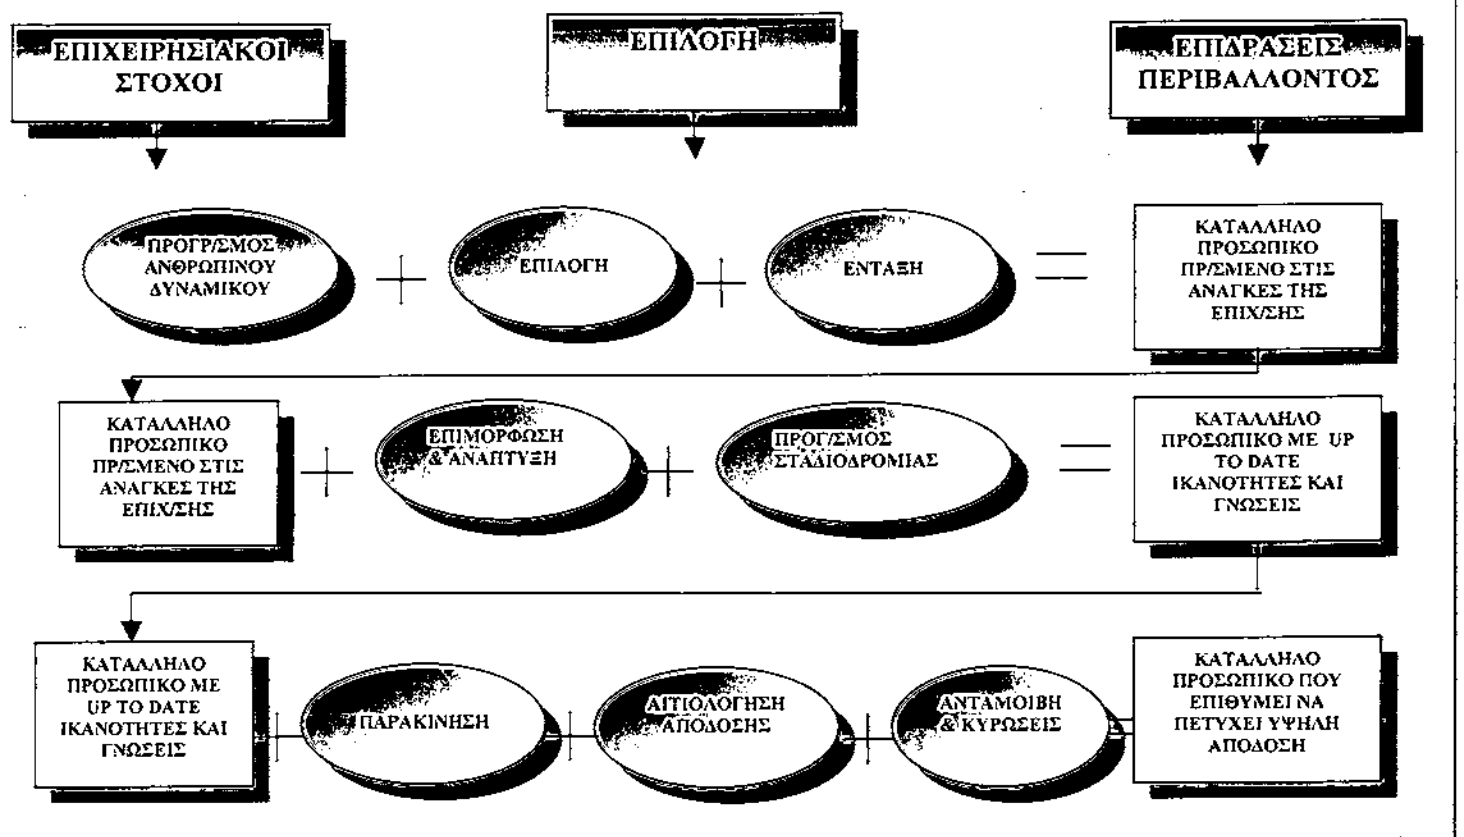 ΕΠΙΧΕΙΡΗΣΙΑΚΟΙ
ΣΤΟΧΟΙ
ΕΠΙΛΟΓΗ
ΕΠΙΔΡΑΣΕΙΣ
ΠΕΡΙΒΑΛΛΟΝΤΟΣ
ΠΡΟΓΡ/ΣΜΟΣ
ΑΝΘΡΩΠΙΝΟΥ
ΔΥΝΑΜΙΚΟΥ
+
ΕΠΙΛΟΓΗ
+
ΕΝΤΑΞΗ
=
ΚΑΤΑΛΛΗΛΟ
ΠΡΟΣΩΠΙΚΟ
ΠΡ/ΣΜΕΝΟ ΣΤΙΣ
ΑΝΑΓΚΕΣ ΤΗΣ
ΕΠΙΧ/ΣΗΣ
ΚΑΤΑΛΛΗΛΟ
ΠΡΟΣΩΠΙΚΟ
ΠΡ/ΣΜΕΝΟ ΣΤΙΣ
ΑΝΑΓΚΕΣ ΤΗΣ
ΕΠΙΧ/ΣΗΣ
+
ΕΠΙΜΟΡΦΩΣΗ
& ΑΝΑΠΤΥΞΗ
+
ΠΡΟΓ/ΣΜΟΣ
ΣΤΑΔΙΟΔΡΟΜΙΑΣ
=
ΚΑΤΑΛΛΗΛΟ
ΠΡΟΣΩΠΙΚΟ ΜΕ UP
TO DATE
ΙΚΑΝΟΤΗΤΕΣ ΚΑΙ
ΓΝΩΣΕΙΣ
ΚΑΤΑΛΛΗΛΟ
ΠΡΟΣΩΠΙΚΟ ΜΕ
UP TO DATE
ΙΚΑΝΟΤΗΤΕΣ ΚΑΙ
ΓΝΩΣΕΙΣ
+
ΠΑΡΑΚΙΝΗΣΗ
+
ΑΙΤΙΟΛΟΓΗΣΗ
ΑΠΟΔΟΣΗΣ
+
ΑΝΤΑΜΟΙΒΗ
& ΚΥΡΩΣΕΙΣ
=
ΚΑΤΑΛΛΗΛΟ
ΠΡΟΣΩΠΙΚΟ ΠΟΥ
ΕΠΙΘΥΜΕΙ ΝΑ
ΠΕΤΥΧΕΙ ΥΨΗΛΗ
ΑΠΟΔΟΣΗ